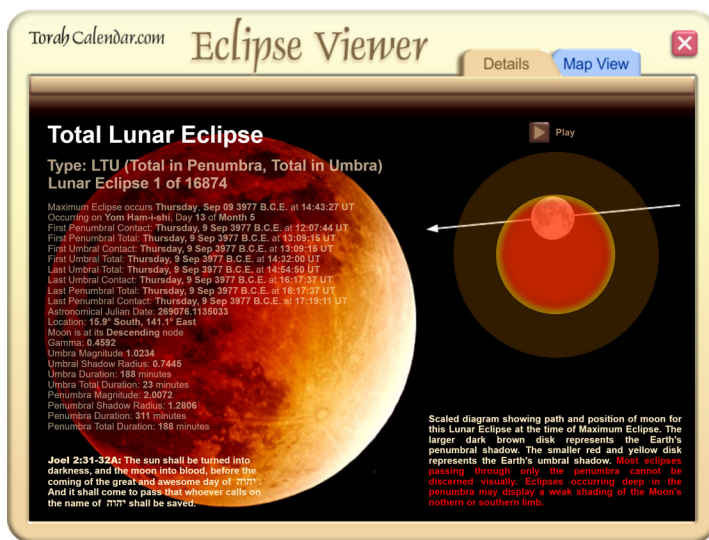 Torah Calendar.com
Eclipse Viewer
Details
Map View
Total Lunar Eclipse
Type: LTU (Total in Penumbra, Total in Umbra)
Lunar Eclipse 1 of 16874
Maximum Eclipse occurs Thursday, Sep 09 3977 B.C.E. at 14:43:27 UT
Occurring on Yom Ham-i-shi, Day 13 of Month 5
First Penumbral Contact: Thursday, 9 Sep 3977 B.C.E. at 12:07:44 UT
First Penumbral Total: Thursday, 9 Sep 3977 B.C.E. at 13:09:15 UT
First Umbral Contact: Thursday, 9 Sep 3977 B.C.E. at 13:09:15 UT
First Umbral Total: Thursday, 9 Sep 3977 B.C.E. at 14:32:00 UT
Last Umbral Total: Thursday, 9 Sep 3977 B.C.E. at 14:54:50 UT
Last Umbral Contact: Thursday, 9 Sep 3977 B.C.E. at 16:17:37 UT
Last Penumbral Total: Thursday, 9 Sep 3977 B.C.E. at 16:17:37 UT
Last Penumbral Contact: Thursday, 9 Sep 3977 B.C.E. at 17:19:11 UT
Astronomical Julian Date: 269076.1135033
Location: 15.9° South, 141.1° East
Moon is at its Descending node
Gamma: 0.4592
Umbra Magnitude 1.0234
Umbral Shadow Radius: 0.7445
Umbra Duration: 188 minutes
Umbra Total Duration: 23 minutes
Penumbra Magnitude: 2.0072
Penumbral Shadow Radius: 1.2806
Penumbra Duration: 311 minutes
Penumbra Total Duration: 188 minutes
Joel 2:31-32A: The sun shall be turned into
darkness, and the moon into blood, before the
coming of the great and awesome day of יהוה .
And it shall come to pass that whoever calls on
the name of יהוה shall be saved.
Play
Scaled diagram showing path and position of moon for
this Lunar Eclipse at the time of Maximum Eclipse. The
larger dark brown disk represents the Earth's
penumbral shadow. The smaller red and yellow disk
represents the Earth's umbral shadow. Most eclipses
passing through only the penumbra cannot be
discerned visually. Eclipses occurring deep in the
penumbra may display a weak shading of the Moon's
nothern or southern limb.